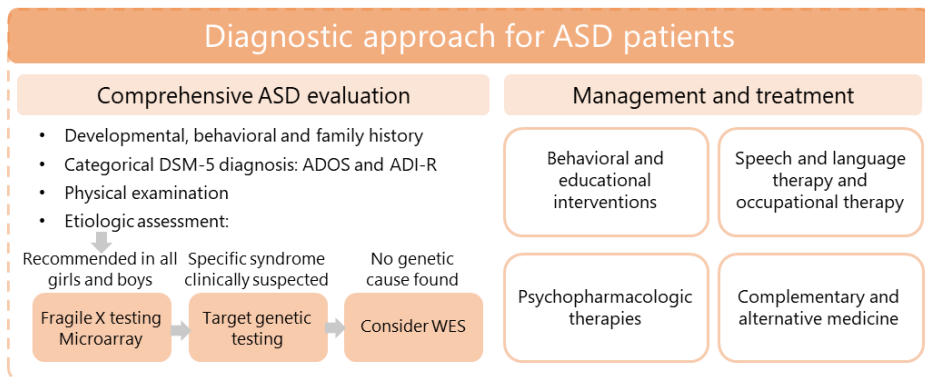 Diagnostic approach for ASD patients
Comprehensive ASD evaluation
• Developmental, behavioral and family history
• Categorical DSM-5 diagnosis: ADOS and ADI-R
• Physical examination
• Etiologic assessment:
Recommended in all
girls and boys
Fragile X testing
Microarray
Specific syndrome
clinically suspected
Target genetic
testing
No genetic
cause found
Consider WES
Management and treatment
Behavioral and
educational
interventions
Speech and language
therapy and
occupational therapy
Psychopharmacologic
therapies
Complementary and
alternative medicine